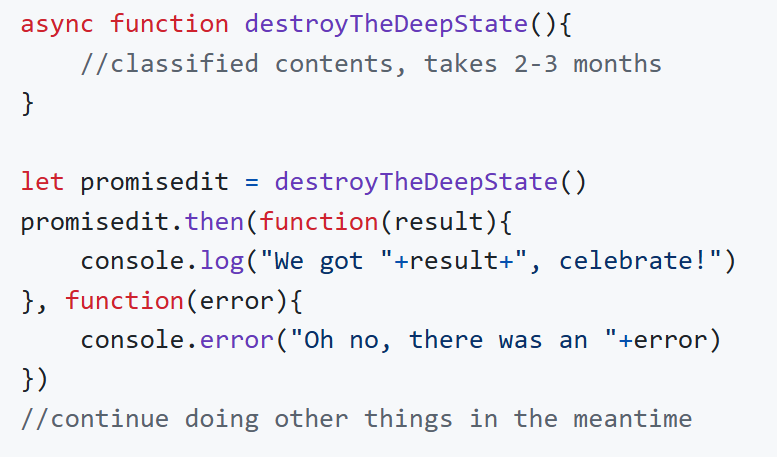 async function destroyTheDeepState(){
    //classified contents, takes 2-3 months
}

let promisedit = destroyTheDeepState()
promisedit.then(function(result){
    console.log("We got "+result+", celebrate!")
}, function(error){
    console.error("Oh no, there was an "+error)
})
//continue doing other things in the meantime